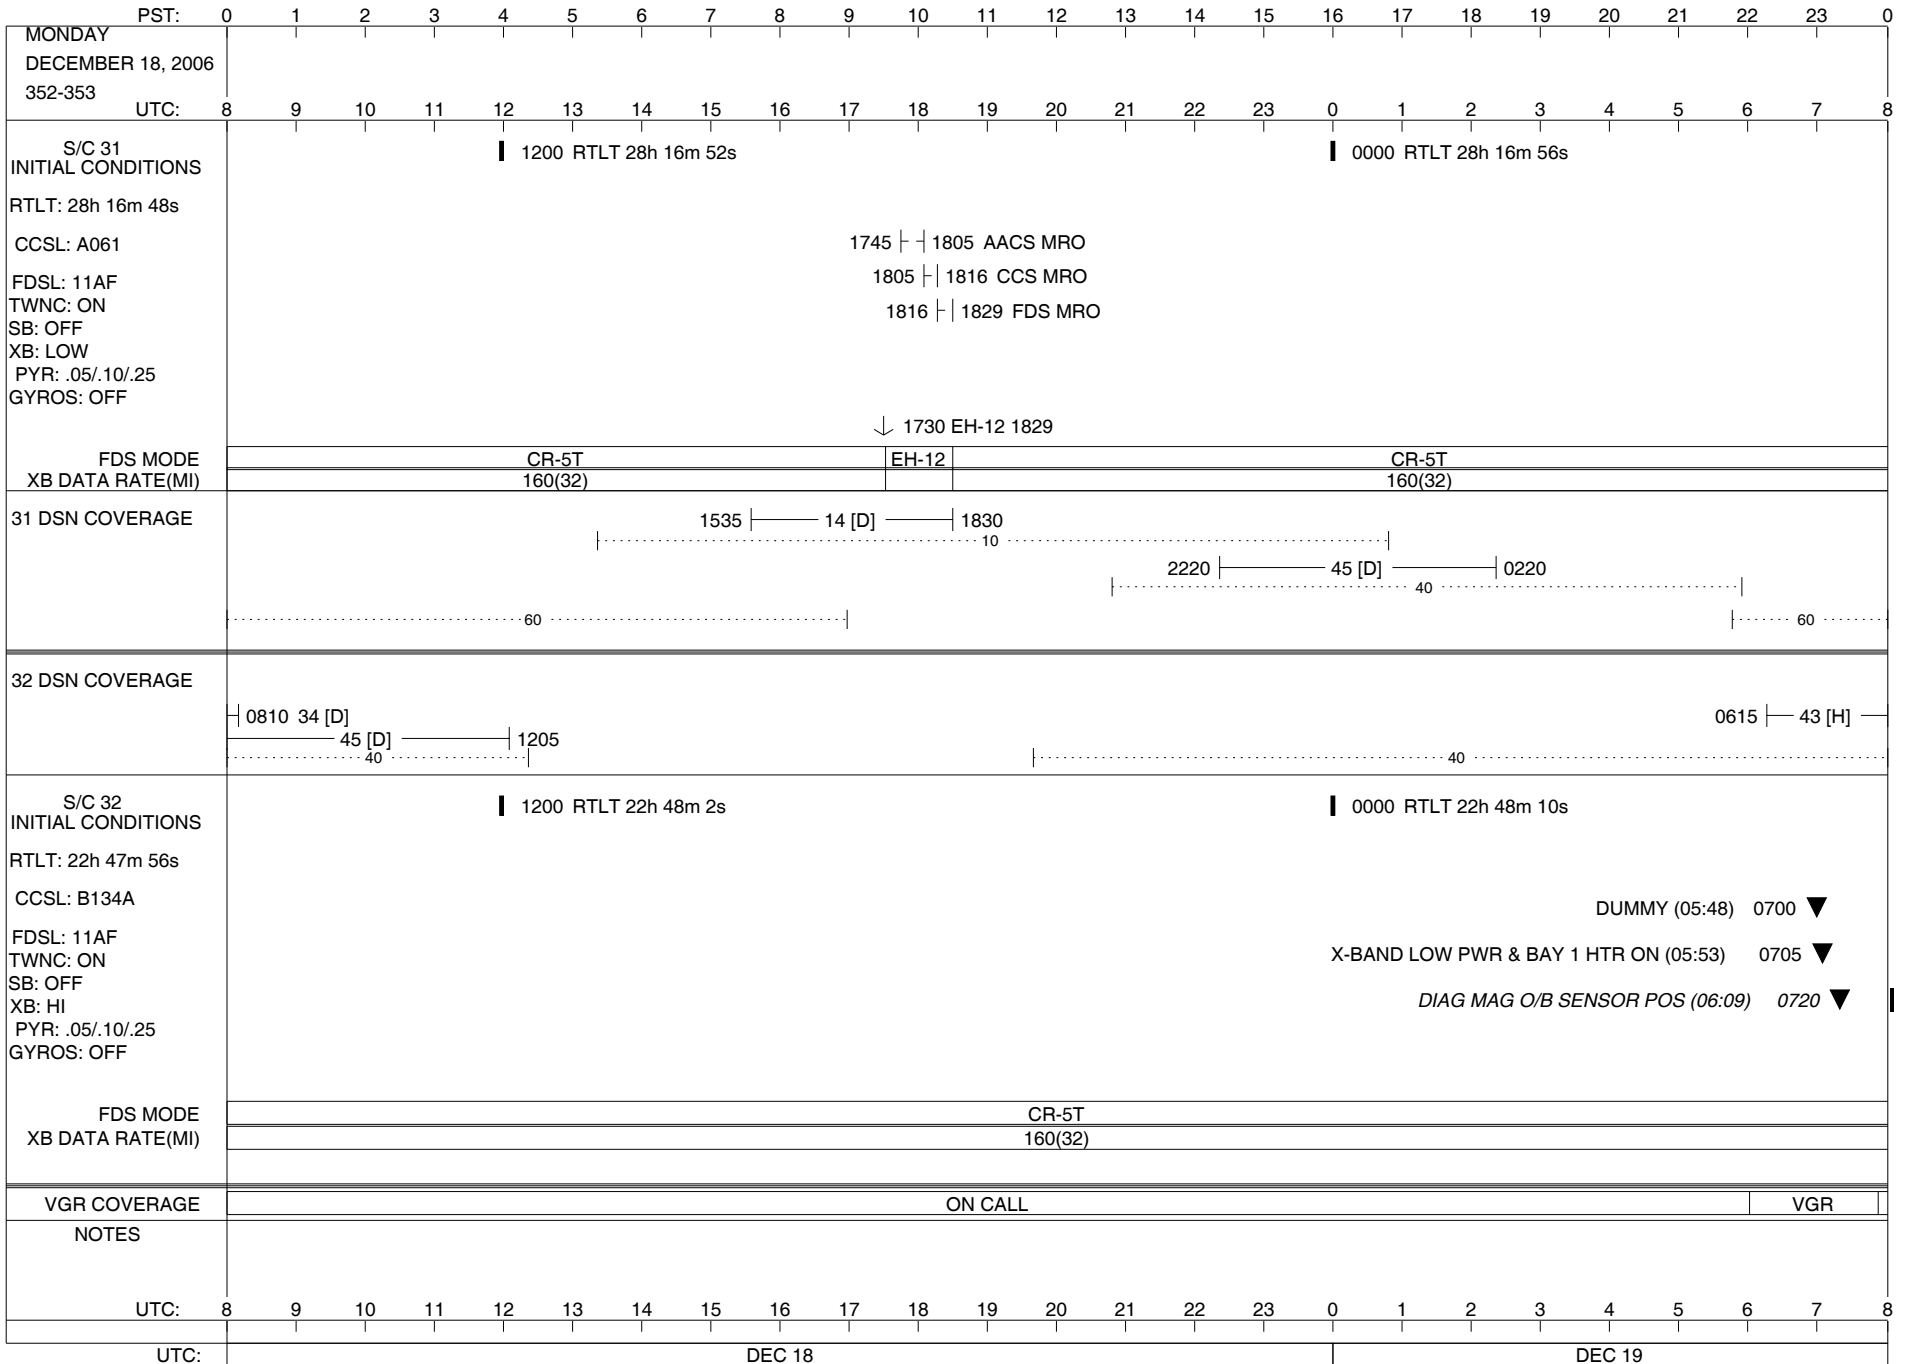 PST: 0 1 2 3 4 5 6 7 8 9 10 11 12 13 14 15 16 17 18 19 20 21 22 23 0
MONDAY
DECEMBER 18, 2006
352-353
UTC: 8 9 10 11 12 13 14 15 16 17 18 19 20 21 22 23 0 1 2 3 4 5 6 7 8
S/C 31
INITIAL CONDITIONS
1200 RTLT 28h 16m 52s
0000 RTLT 28h 16m 56s
RTLT: 28h 16m 48s
CCSL: A061
1745 1805 AACS MRO
FDSL: 11AF
1805 1816 CCS MRO
TWNC: ON
1816 1829 FDS MRO
SB: OFF
XB: LOW
PYR: .05/.10/.25
GYROS: OFF
1730 EH-12 1829
FDS MODE CR-5T EH-12 CR-5T
XB DATA RATE(MI) 160(32) 160(32)
31 DSN COVERAGE
1535 14 [D] 1830
10
2220 45 [D] 0220
40
60 60
32 DSN COVERAGE
0810 34 [D]
0615 43 [H]
45 [D] 1205
40 40
S/C 32
INITIAL CONDITIONS
1200 RTLT 22h 48m 2s
0000 RTLT 22h 48m 10s
RTLT: 22h 47m 56s
CCSL: B134A
DUMMY (05:48) 0700
FDSL: 11AF
TWNC: ON
X-BAND LOW PWR & BAY 1 HTR ON (05:53) 0705
SB: OFF
XB: HI
DIAG MAG O/B SENSOR POS (06:09) 0720
PYR: .05/.10/.25
GYROS: OFF
FDS MODE CR-5T
XB DATA RATE(MI) 160(32)
VGR COVERAGE ON CALL VGR
NOTES
UTC: 8 9 10 11 12 13 14 15 16 17 18 19 20 21 22 23 0 1 2 3 4 5 6 7 8
UTC: DEC 18 DEC 19